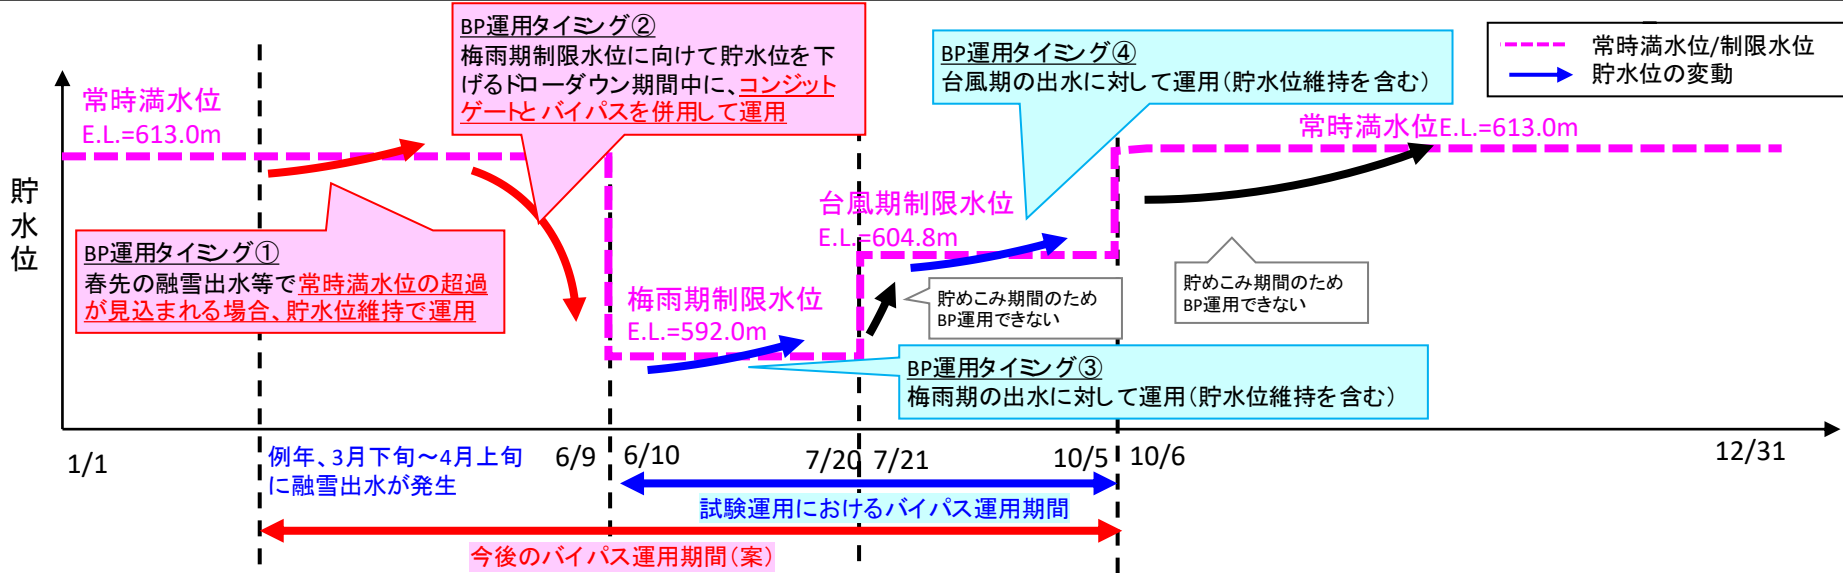 BP運用タイミング②
梅雨期制限水位に向けて貯水位を下
げるドローダウン期間中に、コンジット
ゲートとバイパスを併用して運用
BP運用タイミング④
台風期の出水に対して運用(貯水位維持を含む)
常時満水位/制限水位
貯水位の変動
常時満水位
E.L.=613.0m
常時満水位E.L.=613.0m
貯水位
台風期制限水位
E.L.=604.8m
BP運用タイミング①
春先の融雪出水等で常時満水位の超過
が見込まれる場合、貯水位維持で運用
梅雨期制限水位
E.L.=592.0m
貯めこみ期間のため
BP運用できない
貯めこみ期間のため
BP運用できない
BP運用タイミング③
梅雨期の出水に対して運用(貯水位維持を含む)
1/1
例年、3月下旬~4月上旬
に融雪出水が発生
6/9
6/10
7/20
7/21
10/5
10/6
12/31
試験運用におけるバイパス運用期間
今後のバイパス運用期間(案)